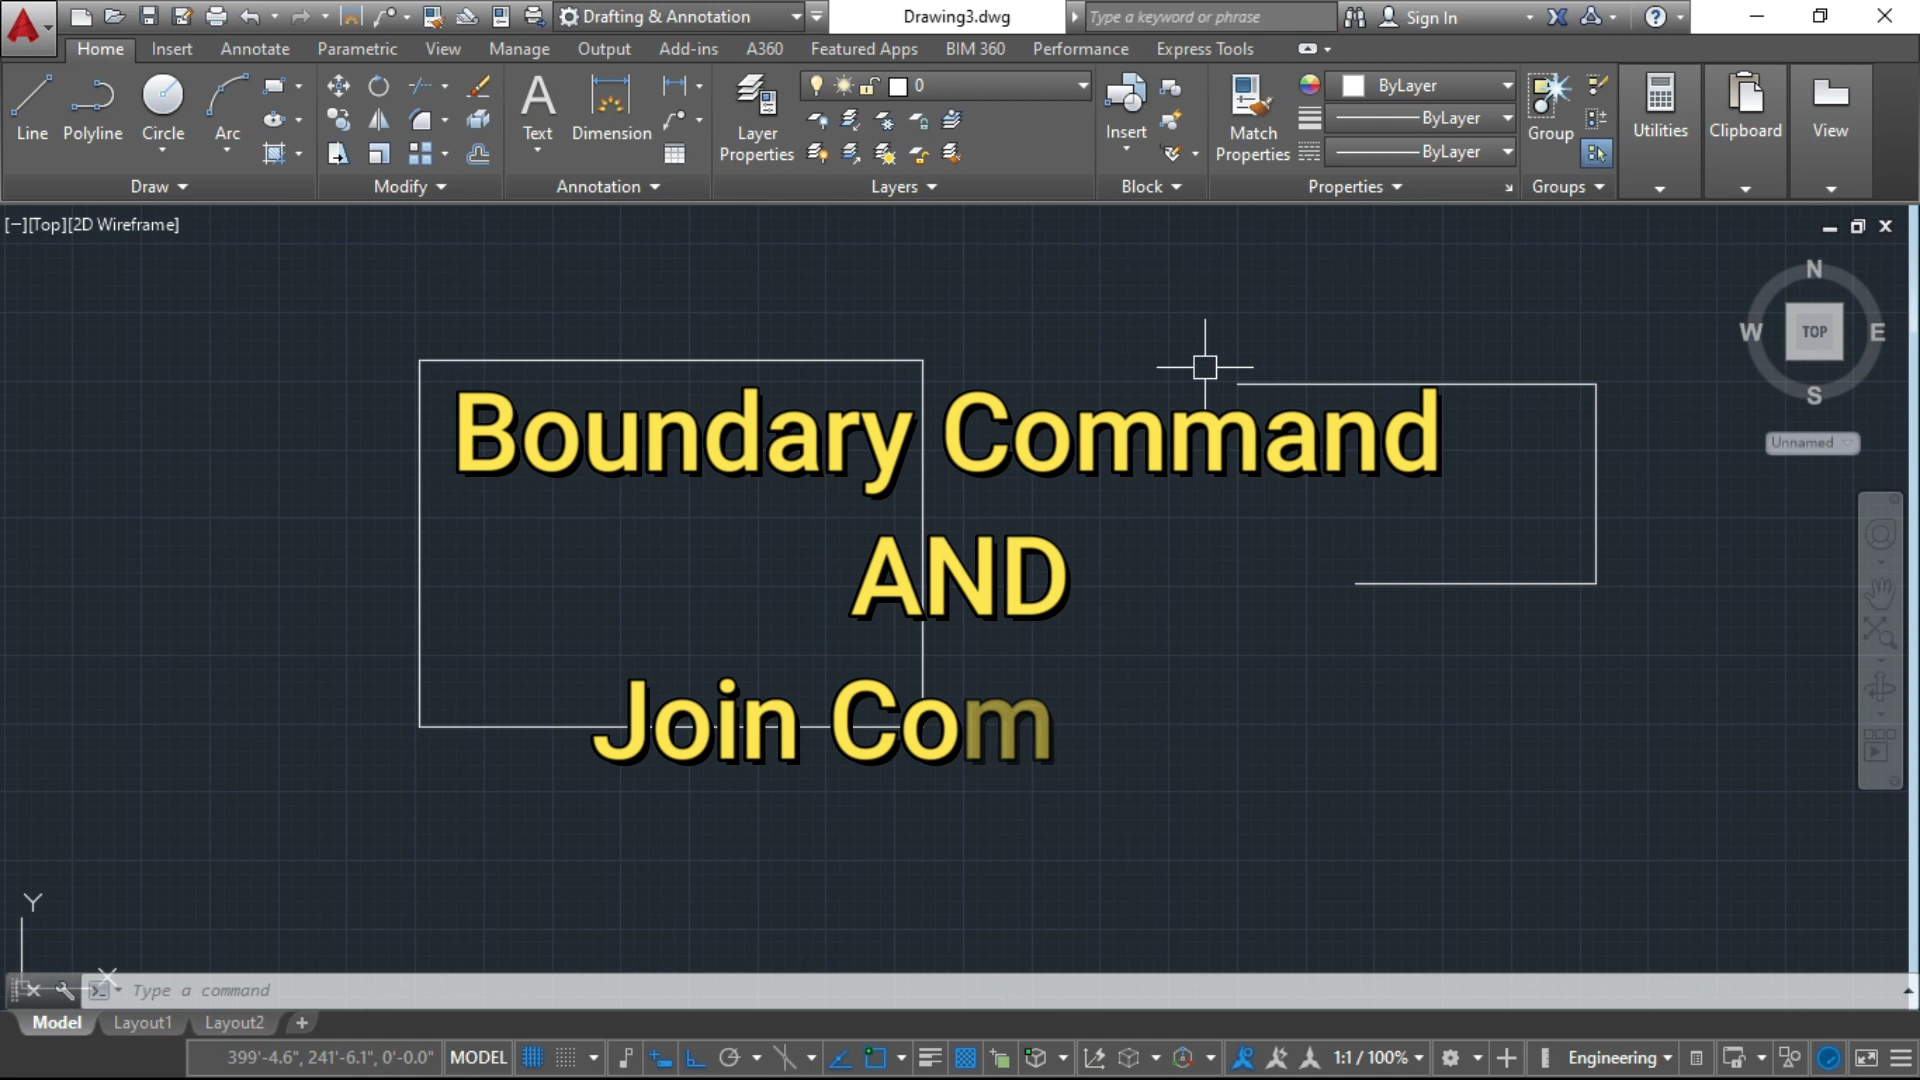 Drafting & Annotation
Drawing3.dwg
Type a keyword or phrase
Sign In
Home Insert Annotate Parametric View Manage Output Add-ins A360 Featured Apps BIM 360 Performance Express Tools
0
ByLayer
Line Polyline Circle Arc
Text Dimension
Layer Properties
Insert
Match Properties
ByLayer
Group
Utilities Clipboard View
ByLayer
Draw Modify Annotation Layers Block Properties Groups
[−][Top][2D Wireframe]
N
W TOP E
S
Unnamed
Boundary Command
AND
Join Com
Y
X
Type a command
Model Layout1 Layout2 +
399'-4.6", 241'-6.1", 0'-0.0" MODEL 1:1 / 100% Engineering